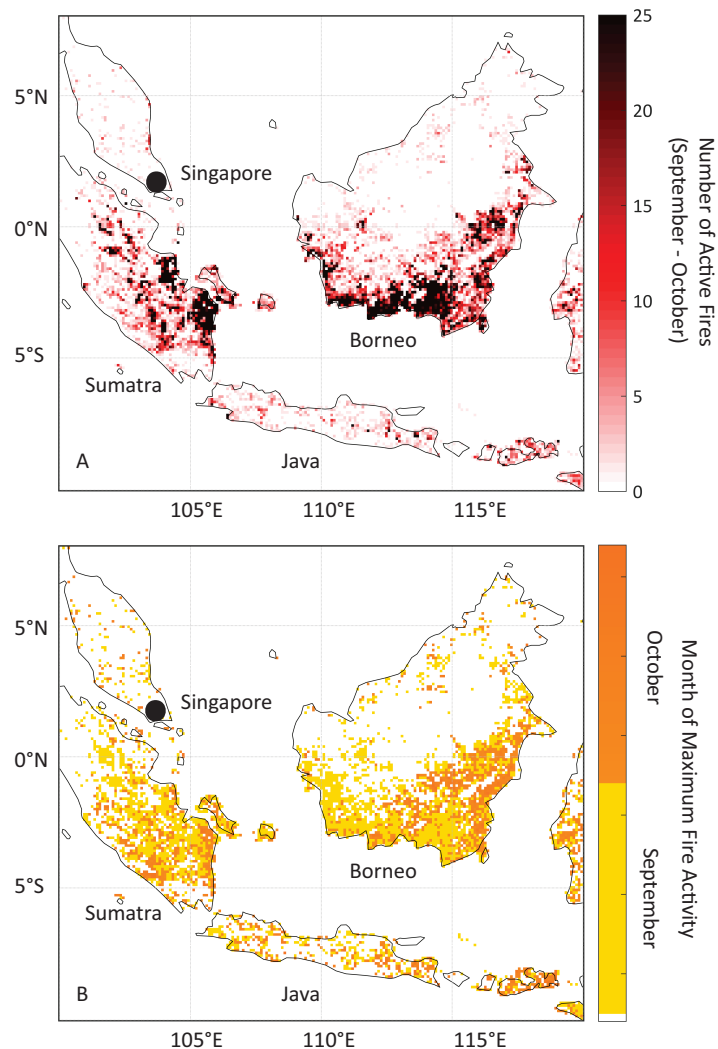 25
20
15
10
5
0
Number of Active Fires
(September - October)
5°N
0°N
5°S
Singapore
Borneo
Sumatra
A
Java
105°E
110°E
115°E
October
September
Month of Maximum Fire Activity
5°N
0°N
5°S
Singapore
Borneo
Sumatra
B
Java
105°E
110°E
115°E